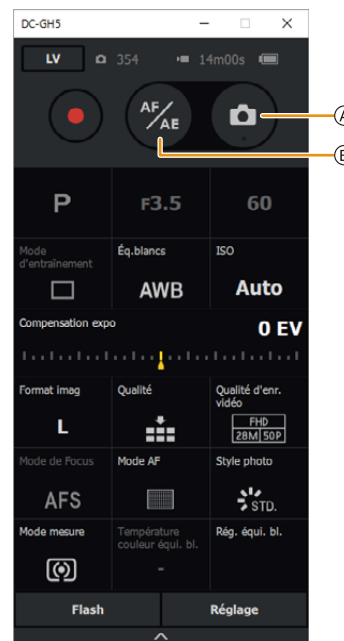 DC-GH5
LV 354 14m00s
AF/AE
A
B
P F3.5 60
Mode d'entraînement
Éq.blancs
AWB
ISO
Auto
Compensation expo 0 EV
Format imag
L
Qualité
Qualité d'enr. vidéo
FHD
28M 50P
Mode de Focus
AFS
Mode AF
Style photo
STD.
Mode mesure
Température couleur équi. bl.
-
Rég. équi. bl.
Flash Réglage